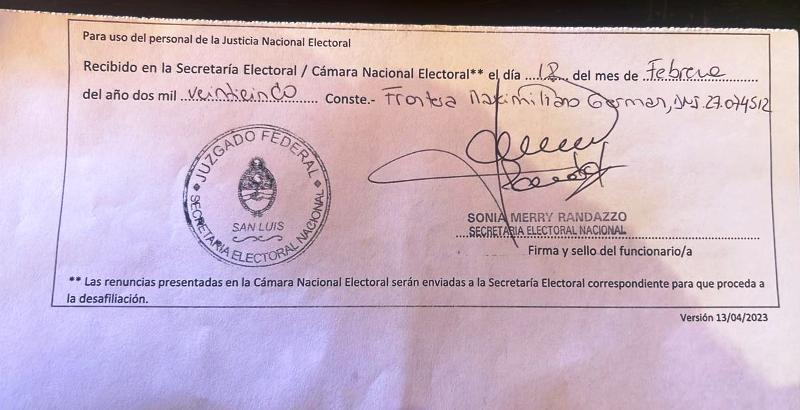 Para uso del personal de la Justicia Nacional Electoral
Recibido en la Secretaría Electoral / Cámara Nacional Electoral** el día ....18... del mes de .Febrero.......
del año dos mil ..veinticinco...... Conste.- Frontera Maximiliano German, DNI.27.074512
JUZGADO FEDERAL
SAN LUIS
SECRETARIA ELECTORAL NACIONAL
SONIA MERRY RANDAZZO
SECRETARIA ELECTORAL NACIONAL
Firma y sello del funcionario/a
** Las renuncias presentadas en la Cámara Nacional Electoral serán enviadas a la Secretaría Electoral correspondiente para que proceda a
la desafiliación.
Versión 13/04/2023